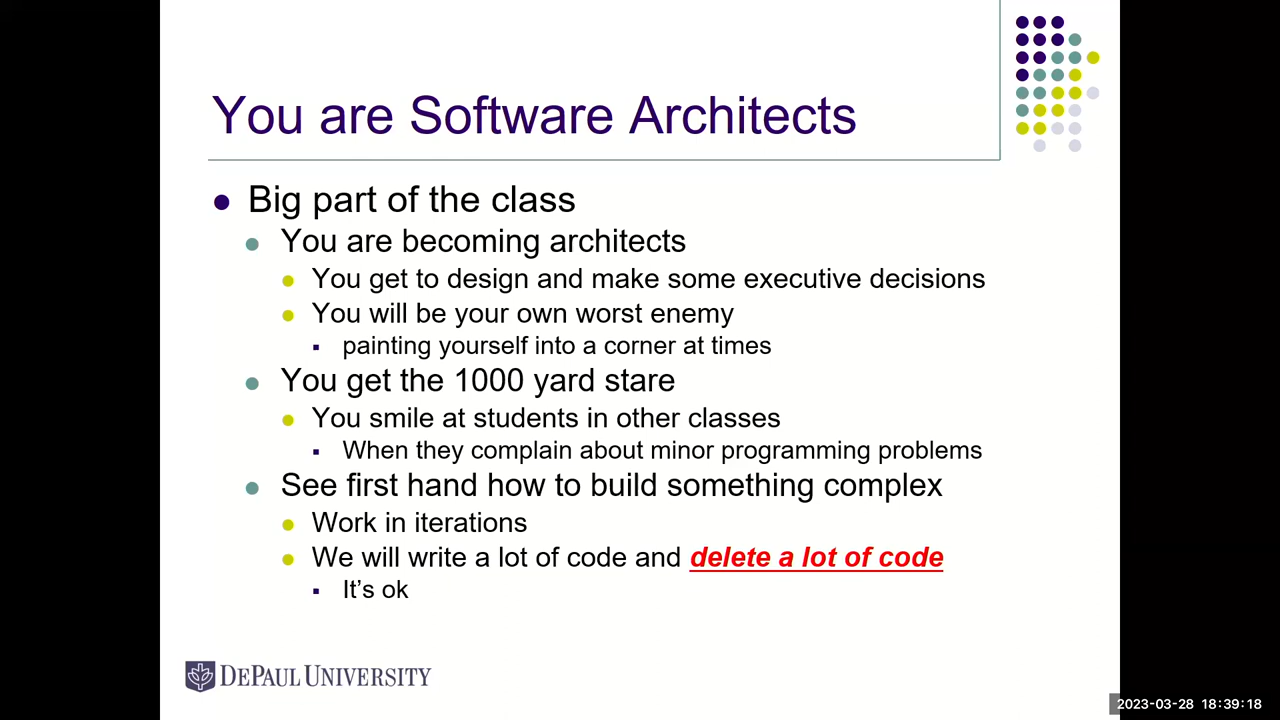 You are Software Architects
Big part of the class
You are becoming architects
You get to design and make some executive decisions
You will be your own worst enemy
painting yourself into a corner at times
You get the 1000 yard stare
You smile at students in other classes
When they complain about minor programming problems
See first hand how to build something complex
Work in iterations
We will write a lot of code and delete a lot of code
It’s ok
DEPAUL UNIVERSITY
2023-03-28 18:39:18